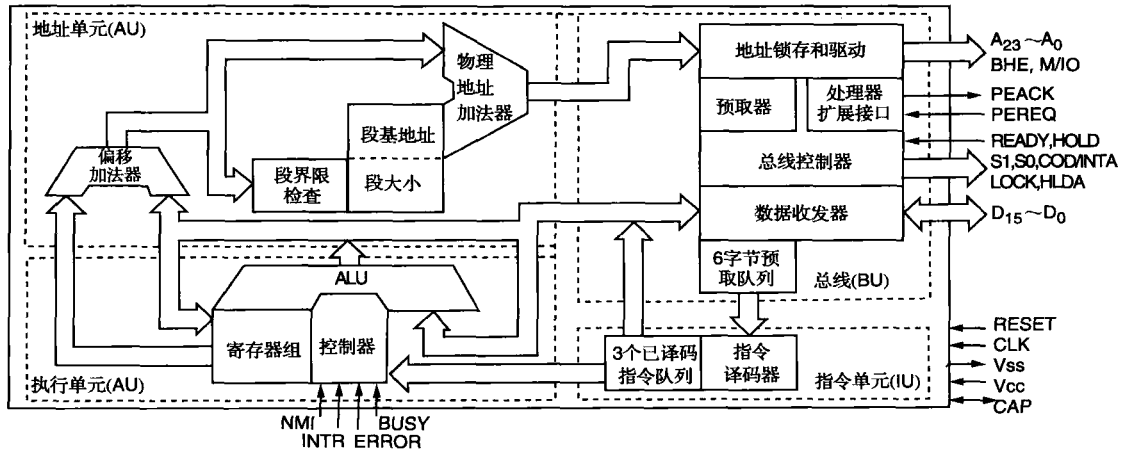 地址单元(AU)
偏移
加法器
段界限
检查
段基地址
段大小
物理
地址
加法器
执行单元(AU)
ALU
寄存器组
控制器
NMI
INTR
ERROR
BUSY
地址锁存和驱动
预取器
处理器
扩展接口
总线控制器
数据收发器
6字节预
取队列
总线(BU)
3个已译码
指令队列
指令
译码器
指令单元(IU)
A23～A0
BHE, M/IO
PEACK
PEREQ
READY,HOLD
S1,S0,COD/INTA
LOCK,HLDA
D15～D0
RESET
CLK
Vss
Vcc
CAP